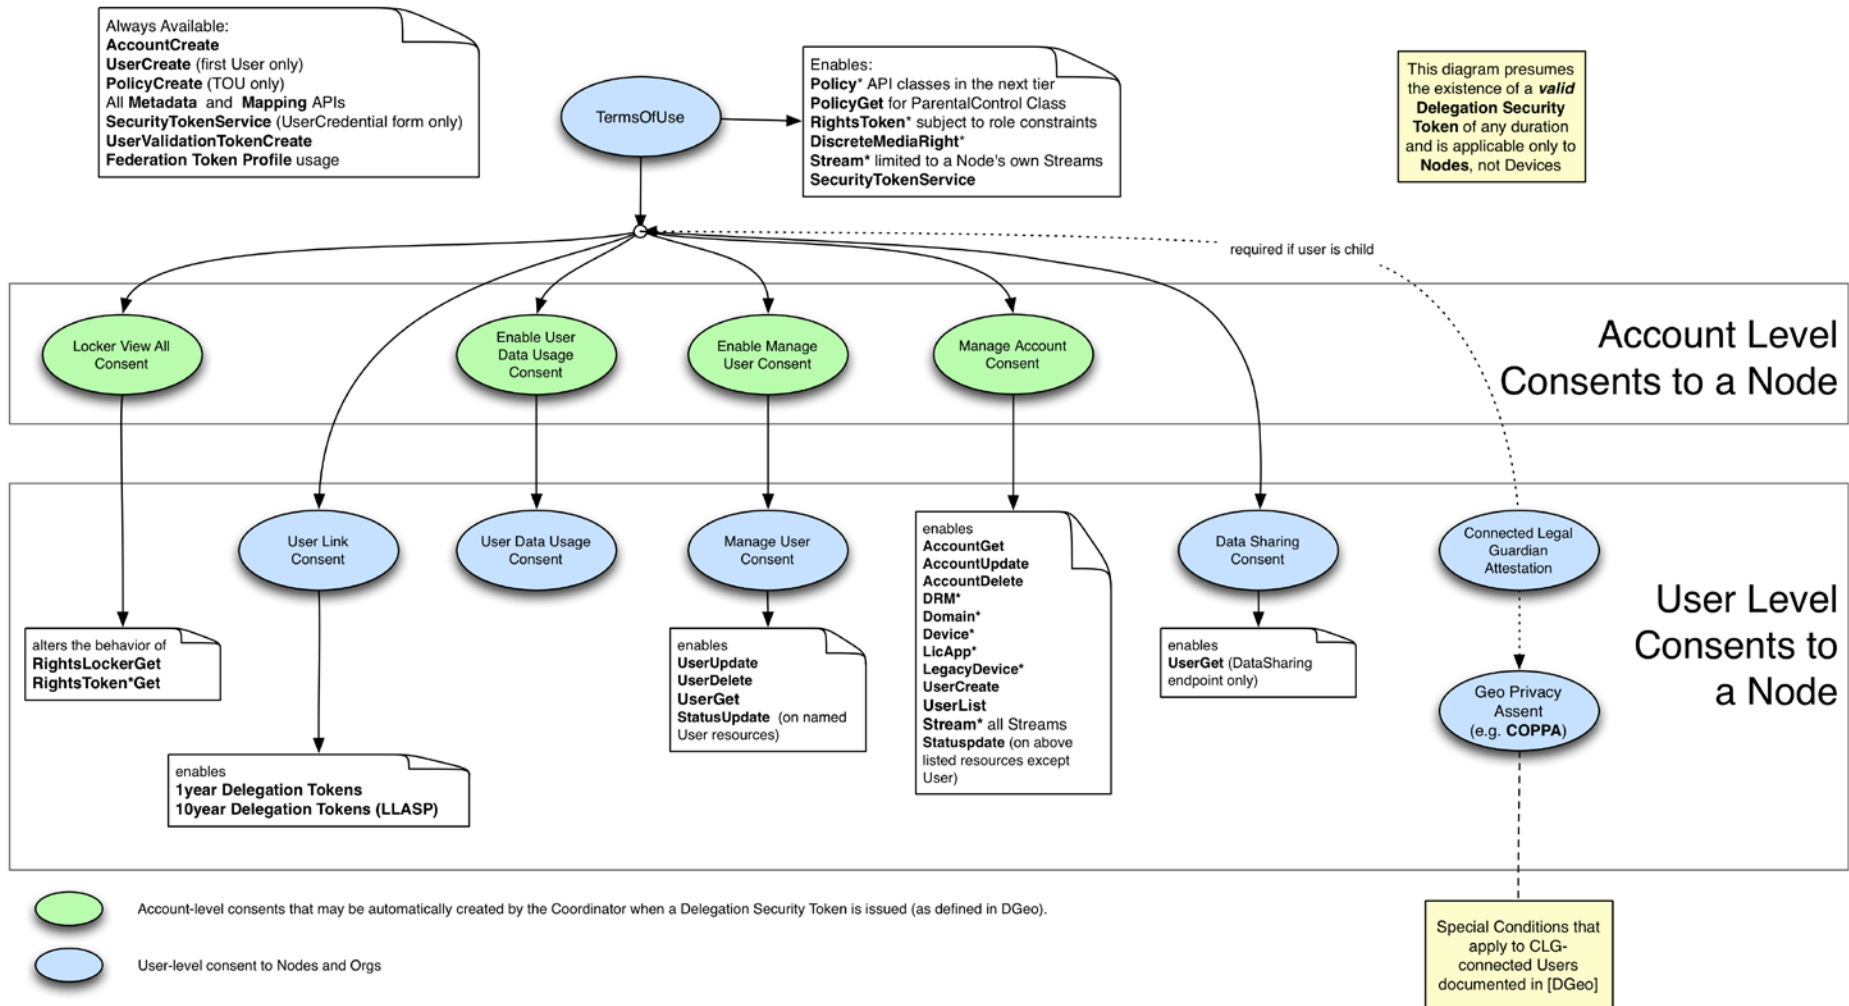 Always Available:
AccountCreate
UserCreate (first User only)
PolicyCreate (TOU only)
All Metadata and Mapping APIs
SecurityTokenService (UserCredential form only)
UserValidationTokenCreate
Federation Token Profile usage
TermsOfUse
Enables:
Policy* API classes in the next tier
PolicyGet for ParentalControl Class
RightsToken* subject to role constraints
DiscreteMediaRight*
Stream* limited to a Node's own Streams
SecurityTokenService
This diagram presumes
the existence of a valid
Delegation Security
Token of any duration
and is applicable only to
Nodes, not Devices
required if user is child
Locker View All
Consent
Enable User
Data Usage
Consent
Enable Manage
User Consent
Manage Account
Consent
Account Level
Consents to a Node
User Link
Consent
User Data Usage
Consent
Manage User
Consent
enables
AccountGet
AccountUpdate
AccountDelete
DRM*
Domain*
Device*
LicApp*
LegacyDevice*
UserCreate
UserList
Stream* all Streams
Statuspdate (on above
listed resources except
User)
Data Sharing
Consent
Connected Legal
Guardian
Attestation
User Level
Consents to
a Node
alters the behavior of
RightsLockerGet
RightsToken*Get
enables
UserUpdate
UserDelete
UserGet
StatusUpdate (on named
User resources)
enables
UserGet (DataSharing
endpoint only)
Geo Privacy
Assent
(e.g. COPPA)
enables
1year Delegation Tokens
10year Delegation Tokens (LLASP)
Account-level consents that may be automatically created by the Coordinator when a Delegation Security Token is issued (as defined in DGeo).
User-level consent to Nodes and Orgs
Special Conditions that
apply to CLG-
connected Users
documented in [DGeo]